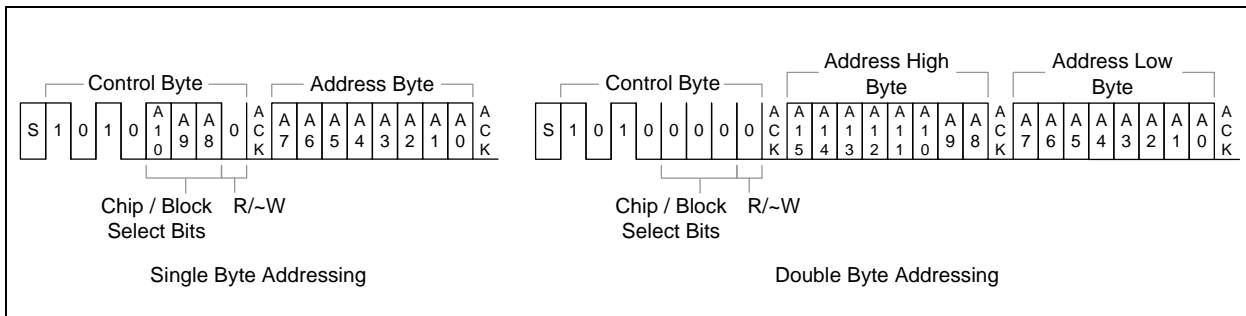 Control Byte
Address Byte
S 1 0 1 0 A10 A9 A8 0 ACK A7 A6 A5 A4 A3 A2 A1 A0 ACK
Chip / Block
Select Bits
R/~W
Single Byte Addressing
Control Byte
Address High
Byte
Address Low
Byte
S 1 0 1 0 0 0 0 0 ACK A15 A14 A13 A12 A11 A10 A9 A8 ACK A7 A6 A5 A4 A3 A2 A1 A0 ACK
Chip / Block
Select Bits
R/~W
Double Byte Addressing